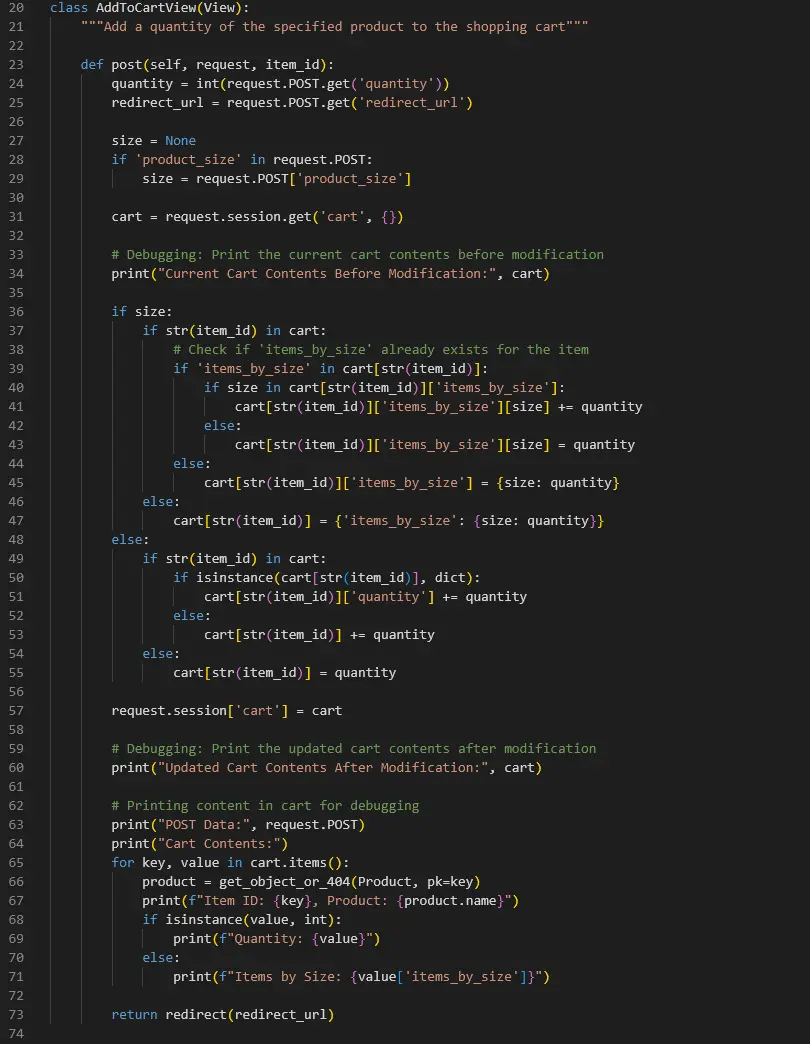 20 class AddToCartView(View):
21     """Add a quantity of the specified product to the shopping cart"""
22
23     def post(self, request, item_id):
24         quantity = int(request.POST.get('quantity'))
25         redirect_url = request.POST.get('redirect_url')
26
27         size = None
28         if 'product_size' in request.POST:
29             size = request.POST['product_size']
30
31         cart = request.session.get('cart', {})
32
33         # Debugging: Print the current cart contents before modification
34         print("Current Cart Contents Before Modification:", cart)
35
36         if size:
37             if str(item_id) in cart:
38                 # Check if 'items_by_size' already exists for the item
39                 if 'items_by_size' in cart[str(item_id)]:
40                     if size in cart[str(item_id)]['items_by_size']:
41                         cart[str(item_id)]['items_by_size'][size] += quantity
42                     else:
43                         cart[str(item_id)]['items_by_size'][size] = quantity
44                 else:
45                     cart[str(item_id)]['items_by_size'] = {size: quantity}
46             else:
47                 cart[str(item_id)] = {'items_by_size': {size: quantity}}
48         else:
49             if str(item_id) in cart:
50                 if isinstance(cart[str(item_id)], dict):
51                     cart[str(item_id)]['quantity'] += quantity
52                 else:
53                     cart[str(item_id)] += quantity
54             else:
55                 cart[str(item_id)] = quantity
56
57         request.session['cart'] = cart
58
59         # Debugging: Print the updated cart contents after modification
60         print("Updated Cart Contents After Modification:", cart)
61
62         # Printing content in cart for debugging
63         print("POST Data:", request.POST)
64         print("Cart Contents:")
65         for key, value in cart.items():
66             product = get_object_or_404(Product, pk=key)
67             print(f"Item ID: {key}, Product: {product.name}")
68             if isinstance(value, int):
69                 print(f"Quantity: {value}")
70             else:
71                 print(f"Items by Size: {value['items_by_size']}")
72
73         return redirect(redirect_url)
74